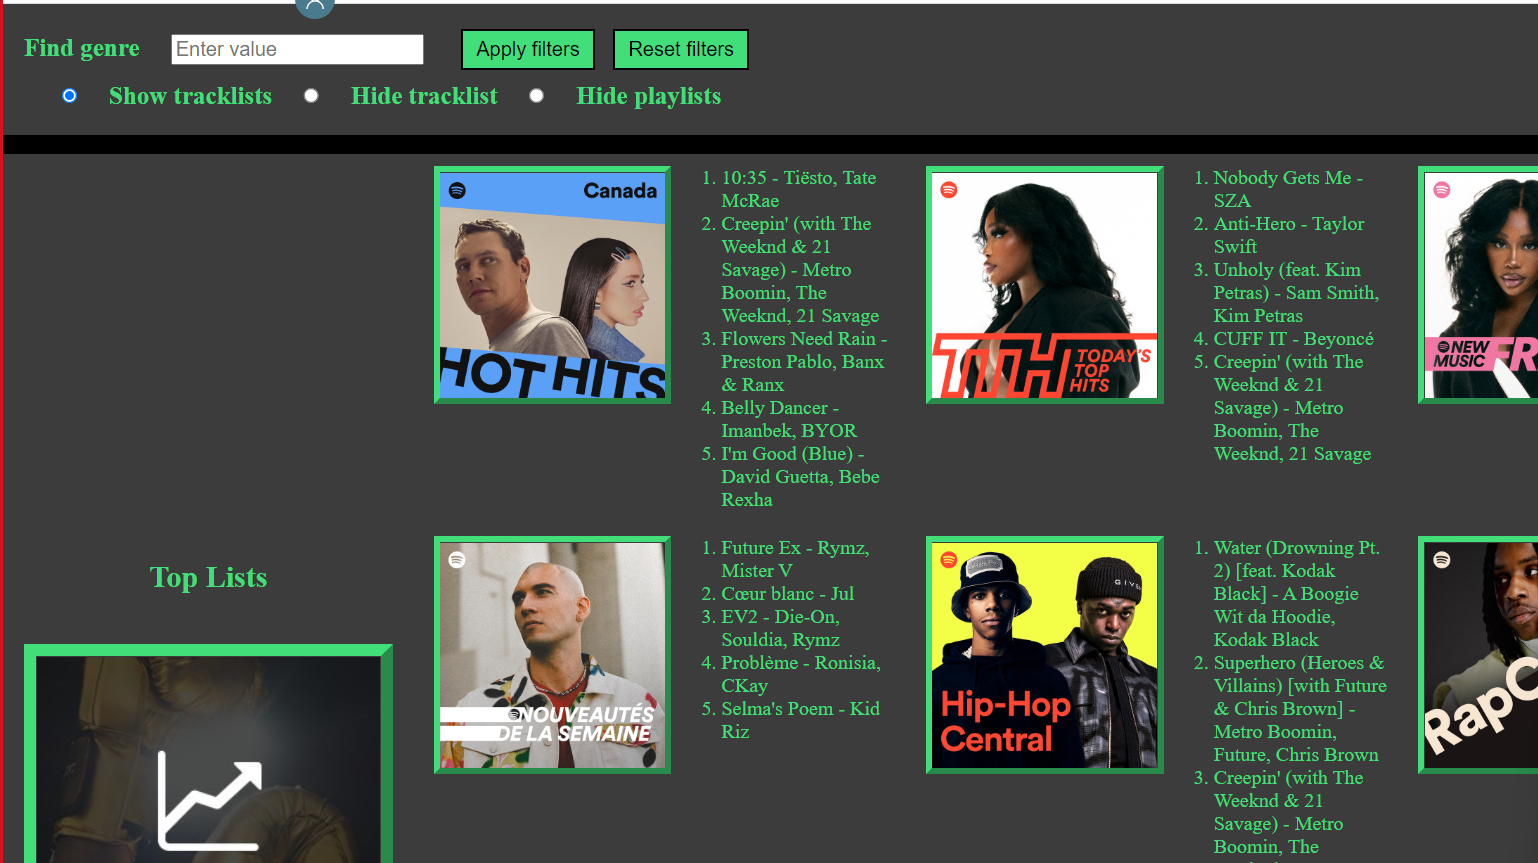 Find genre
Enter value
Apply filters
Reset filters
Show tracklists
Hide tracklist
Hide playlists
Top Lists
Canada
HOT HITS
1. 10:35 - Tiësto, Tate
McRae
2. Creepin' (with The
Weeknd & 21
Savage) - Metro
Boomin, The
Weeknd, 21 Savage
3. Flowers Need Rain -
Preston Pablo, Banx
& Ranx
4. Belly Dancer -
Imanbek, BYOR
5. I'm Good (Blue) -
David Guetta, Bebe
Rexha
TTH TODAY'S
TOP
HITS
1. Nobody Gets Me -
SZA
2. Anti-Hero - Taylor
Swift
3. Unholy (feat. Kim
Petras) - Sam Smith,
Kim Petras
4. CUFF IT - Beyoncé
5. Creepin' (with The
Weeknd & 21
Savage) - Metro
Boomin, The
Weeknd, 21 Savage
NEW
MUSIC FR
NOUVEAUTÉS
DE LA SEMAINE
1. Future Ex - Rymz,
Mister V
2. Cœur blanc - Jul
3. EV2 - Die-On,
Souldia, Rymz
4. Problème - Ronisia,
CKay
5. Selma's Poem - Kid
Riz
GIVE
Hip-Hop
Central
1. Water (Drowning Pt.
2) [feat. Kodak
Black] - A Boogie
Wit da Hoodie,
Kodak Black
2. Superhero (Heroes &
Villains) [with Future
& Chris Brown] -
Metro Boomin,
Future, Chris Brown
3. Creepin' (with The
Weeknd & 21
Savage) - Metro
Boomin, The
RapC